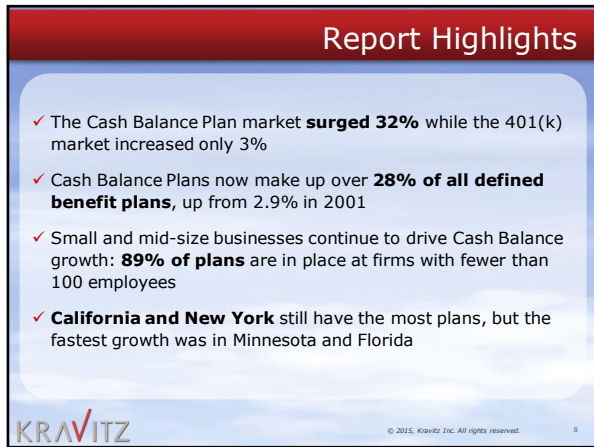 Report Highlights
✓ The Cash Balance Plan market surged 32% while the 401(k)
market increased only 3%
✓ Cash Balance Plans now make up over 28% of all defined
benefit plans, up from 2.9% in 2001
✓ Small and mid-size businesses continue to drive Cash Balance
growth: 89% of plans are in place at firms with fewer than
100 employees
✓ California and New York still have the most plans, but the
fastest growth was in Minnesota and Florida
KRAVITZ
© 2015, Kravitz Inc. All rights reserved.
8